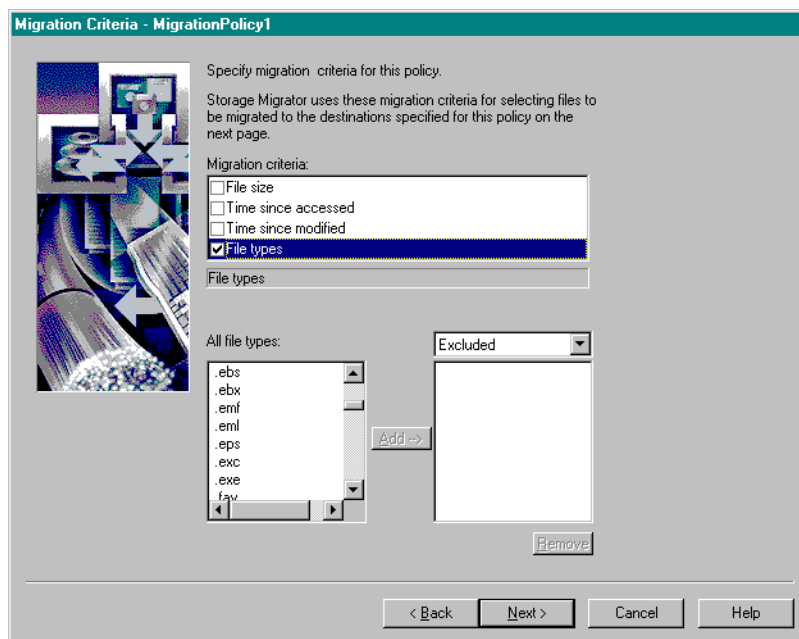 Migration Criteria - MigrationPolicy1
Specify migration criteria for this policy.
Storage Migrator uses these migration criteria for selecting files to
be migrated to the destinations specified for this policy on the
next page.
Migration criteria:
File size
Time since accessed
Time since modified
File types
File types
All file types:
Excluded
.ebs
.ebx
.emf
.eml
.eps
.exc
.exe
.fav
Add -->
Remove
< Back
Next >
Cancel
Help